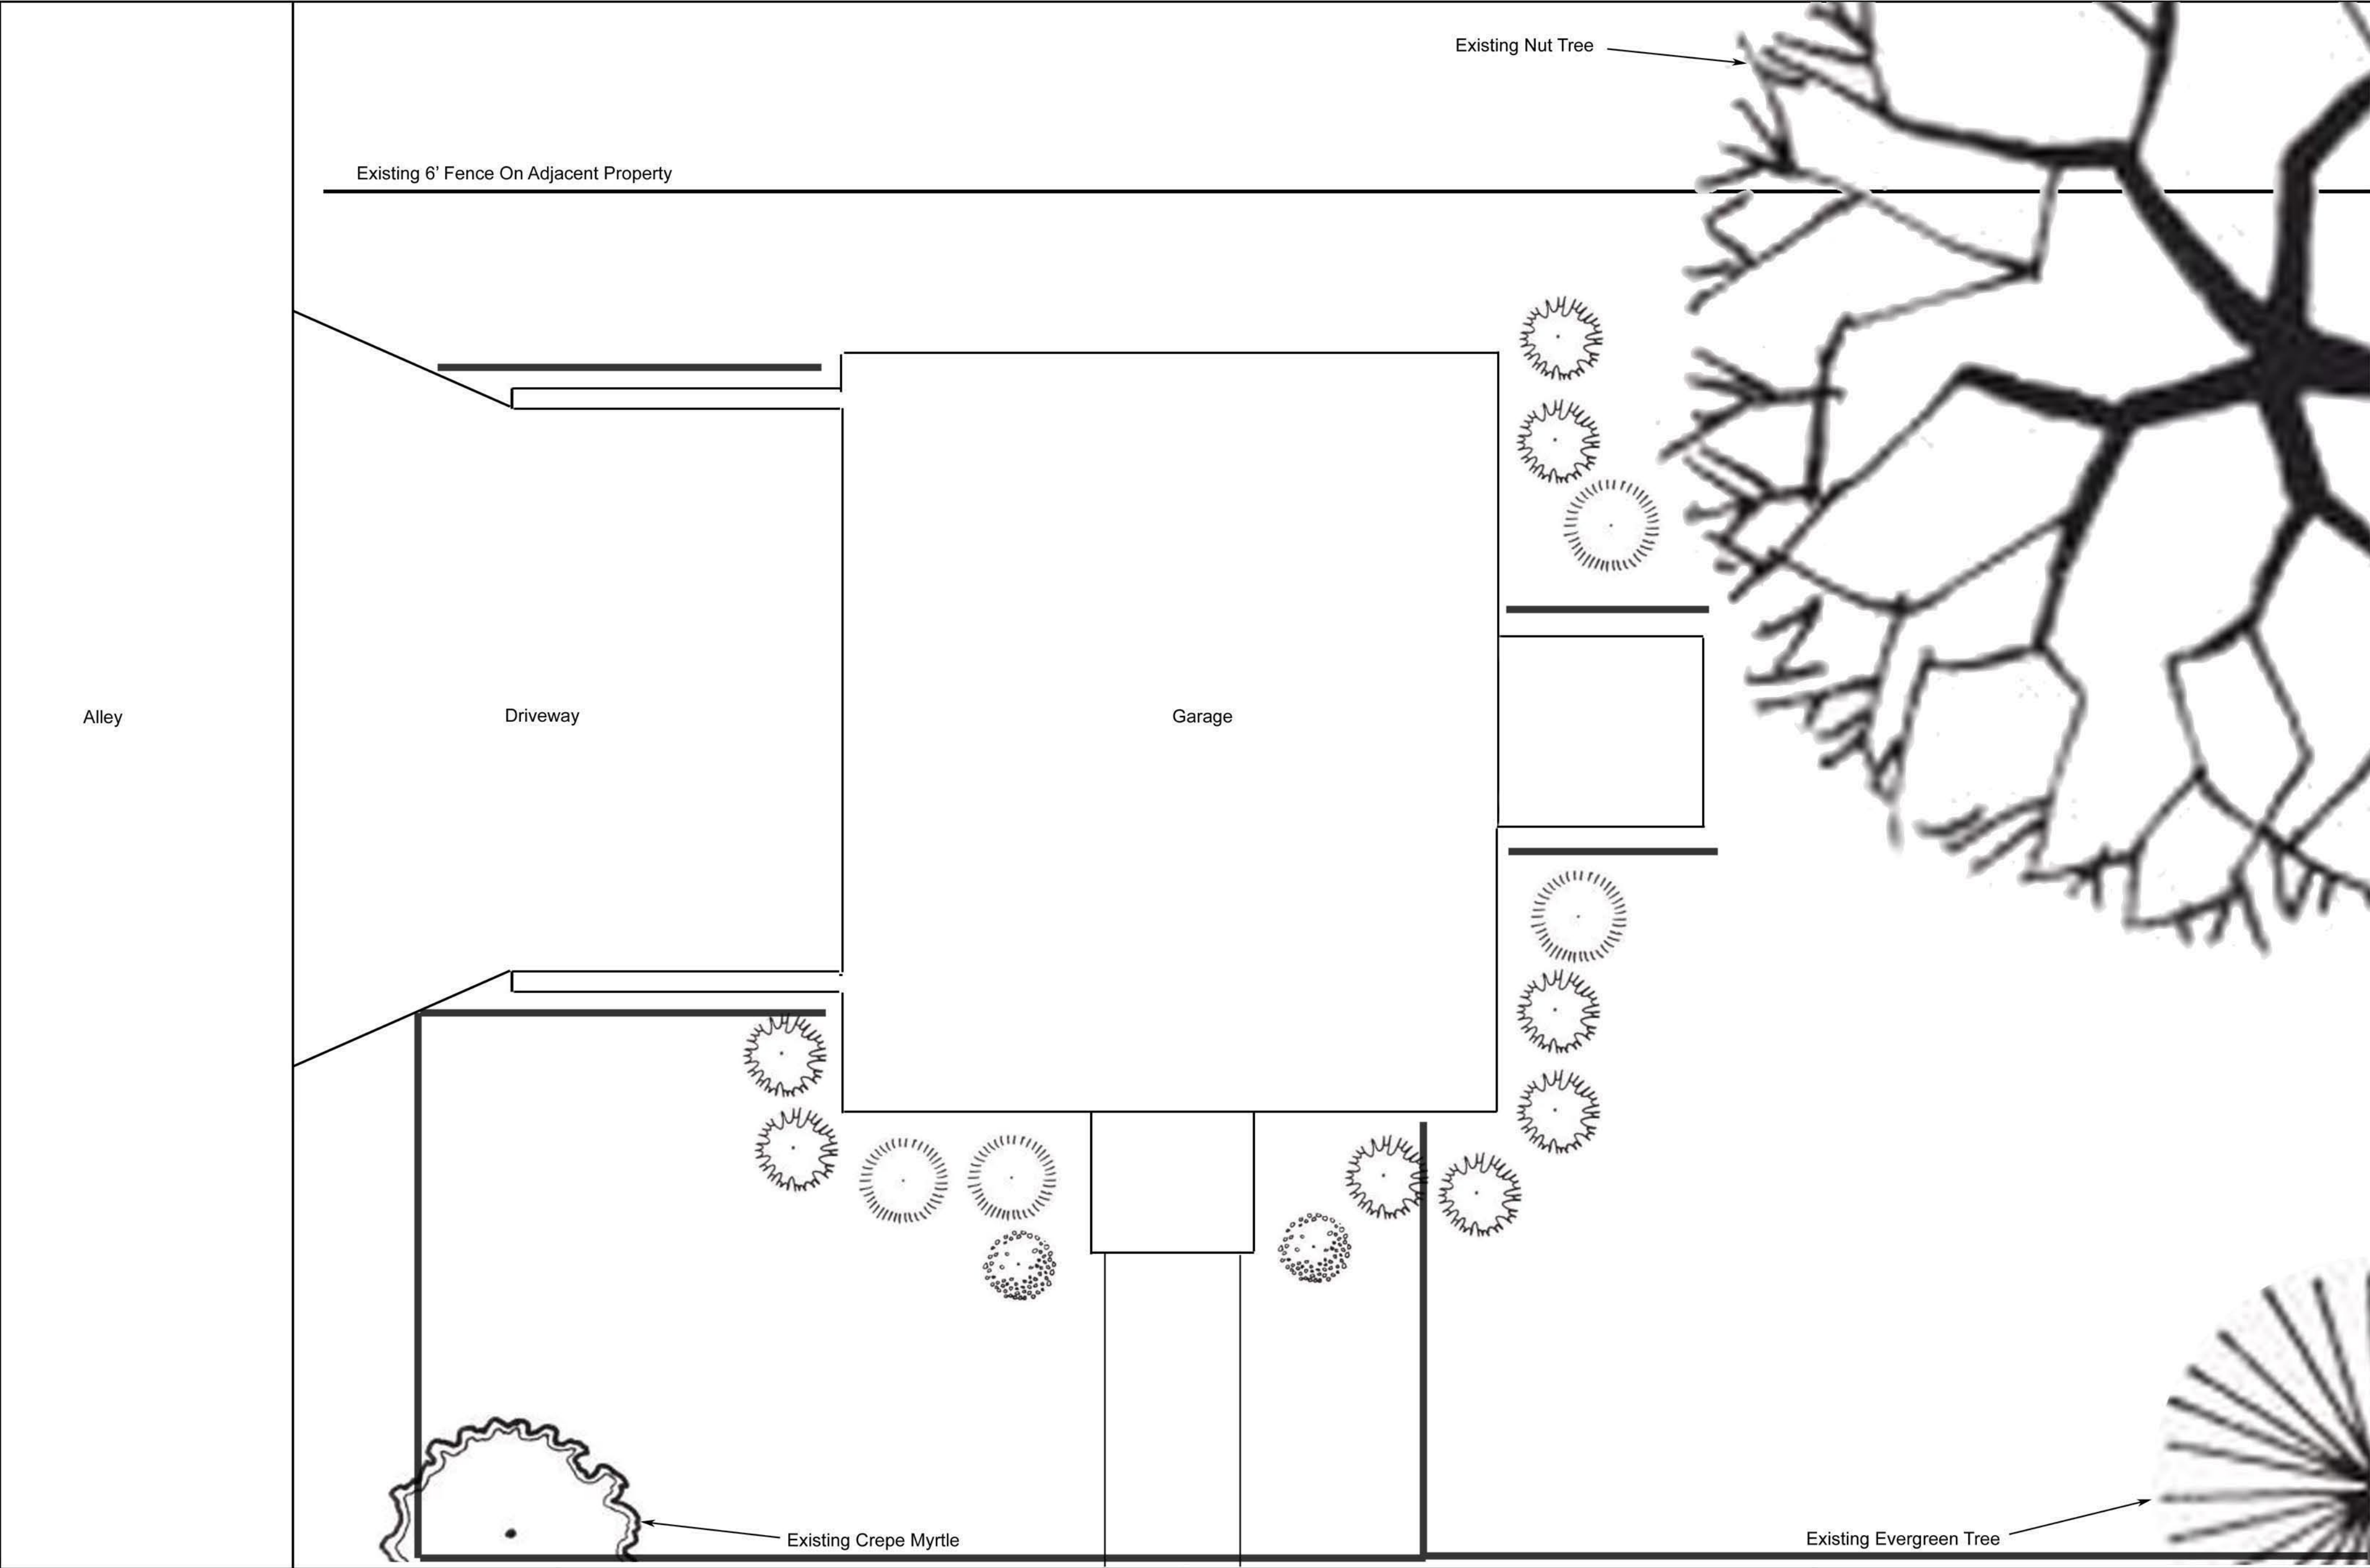 Existing Nut Tree
Existing 6’ Fence On Adjacent Property
Alley
Driveway
Garage
Existing Crepe Myrtle
Existing Evergreen Tree